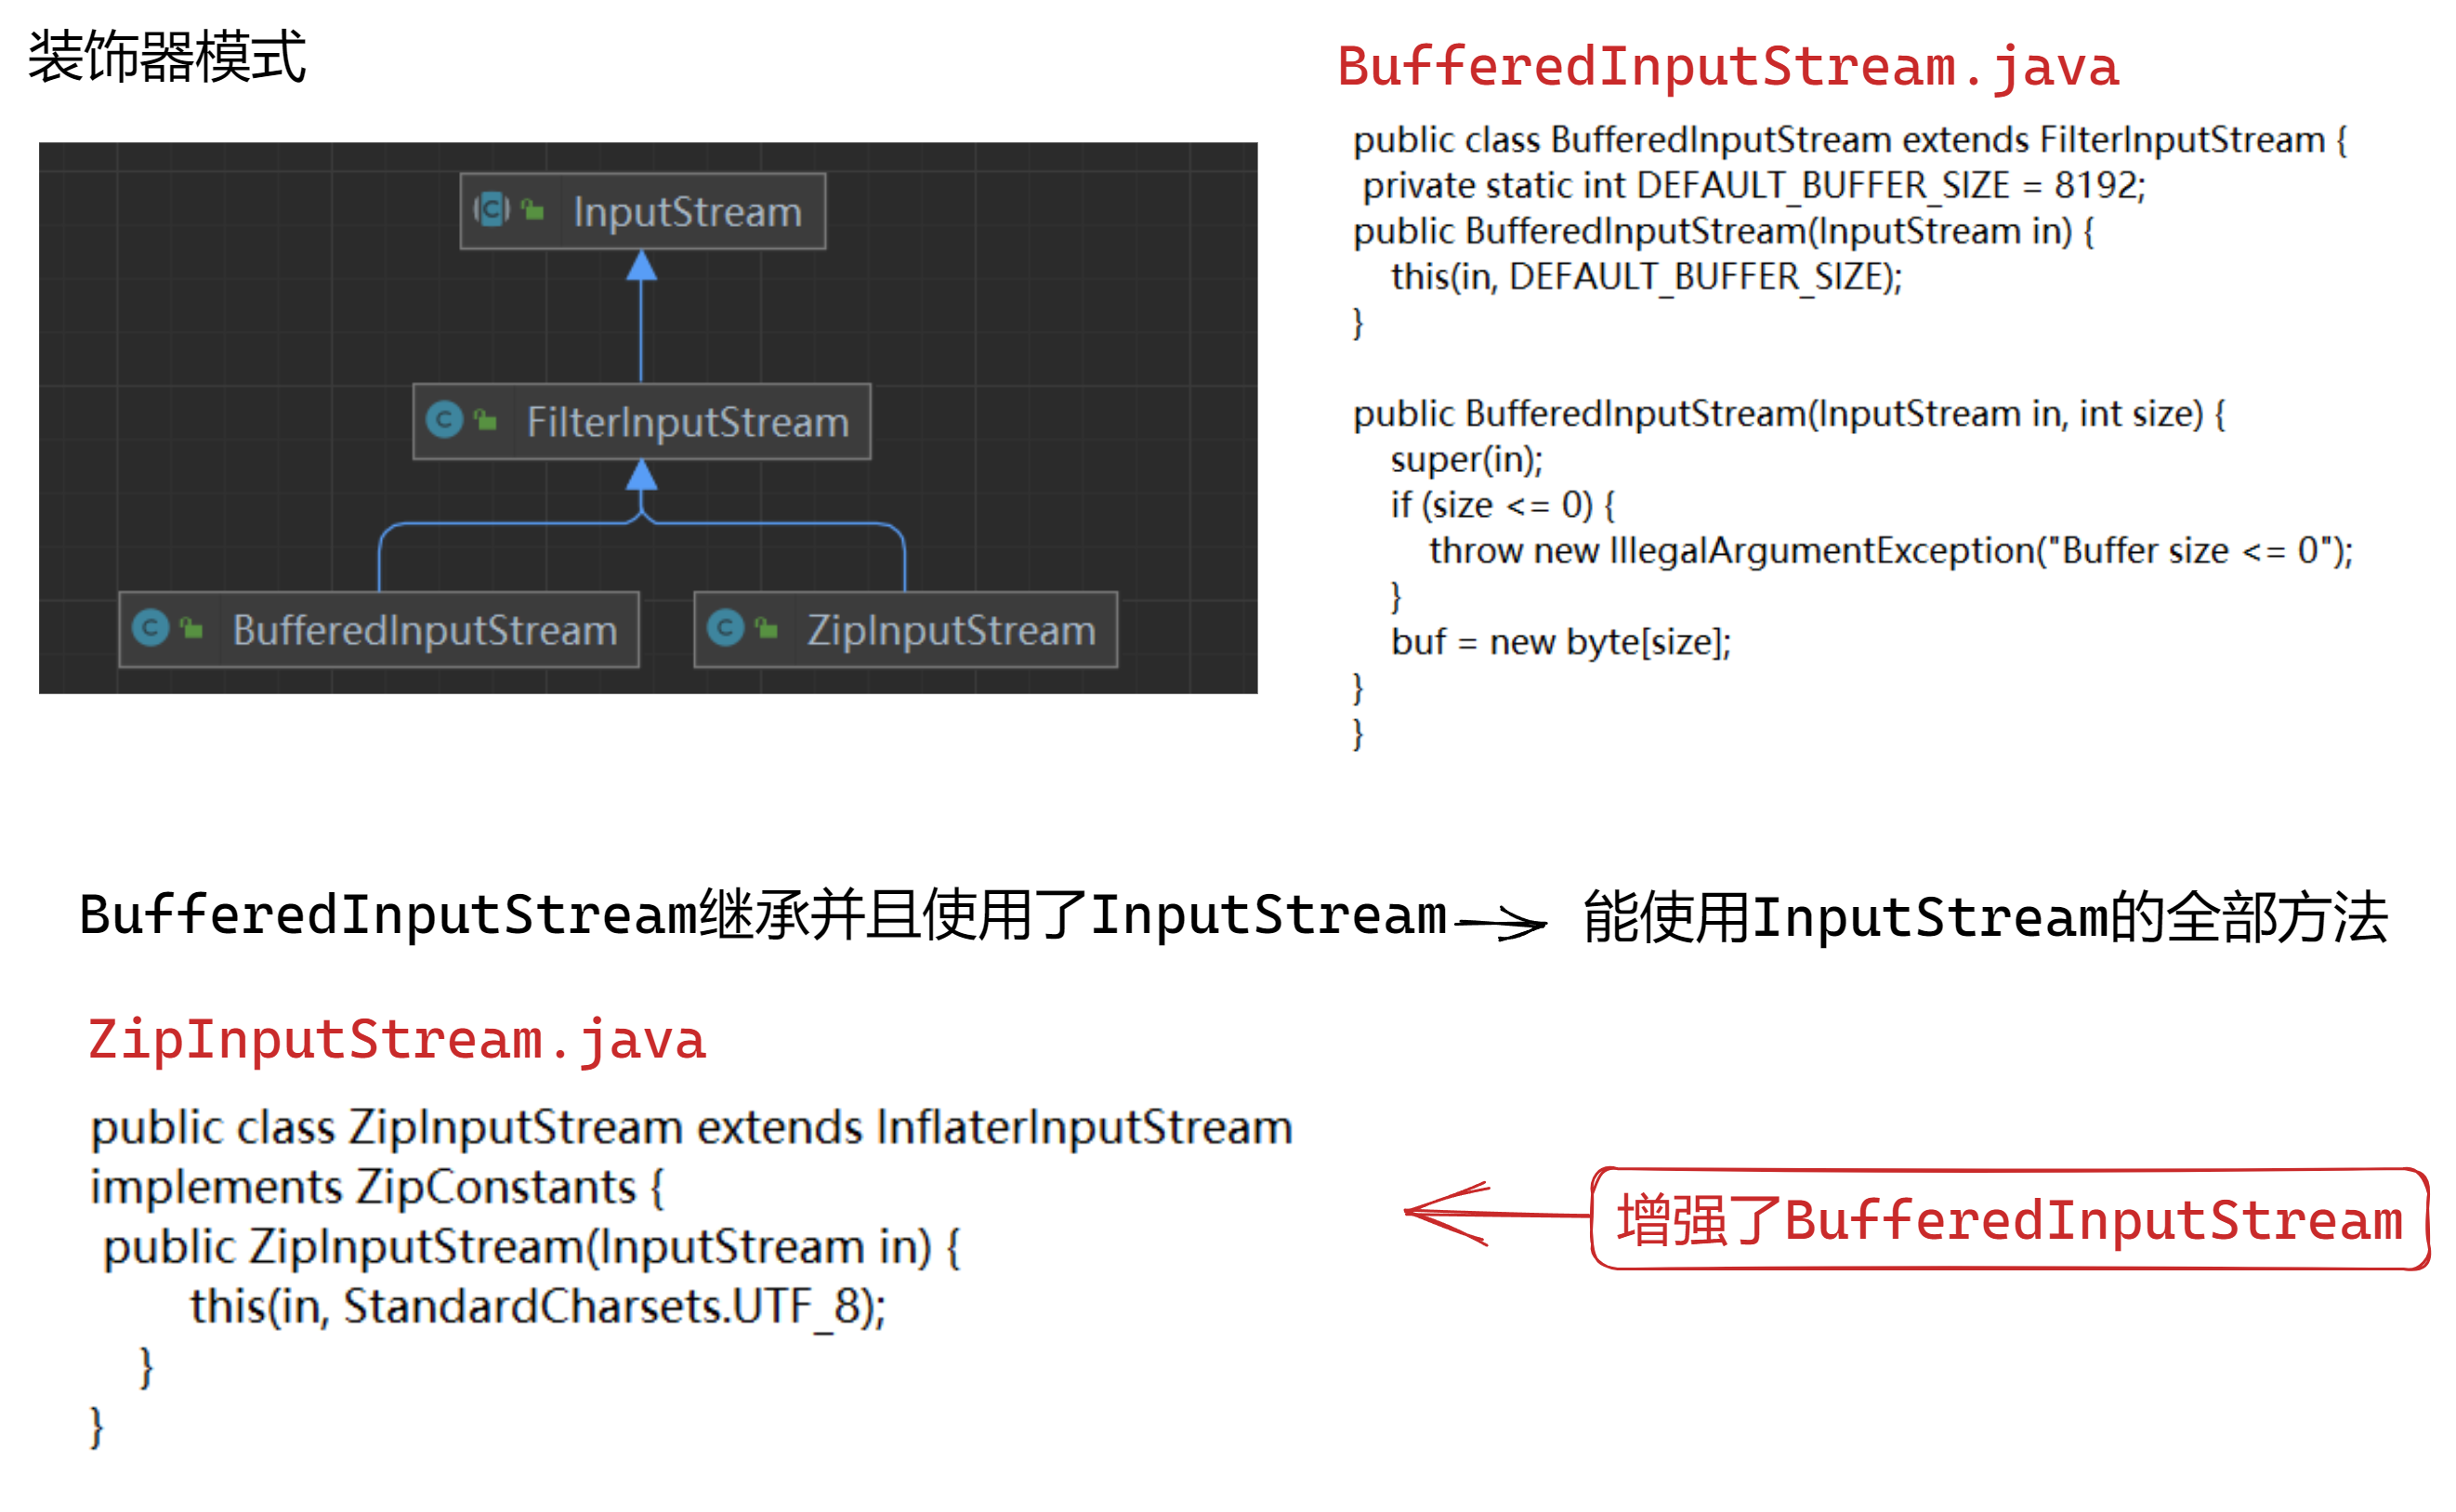 装饰器模式
InputStream
FilterInputStream
BufferedInputStream
ZipInputStream
BufferedInputStream.java
public class BufferedInputStream extends FilterInputStream {
private static int DEFAULT_BUFFER_SIZE = 8192;
public BufferedInputStream(InputStream in) {
this(in, DEFAULT_BUFFER_SIZE);
}
public BufferedInputStream(InputStream in, int size) {
super(in);
if (size <= 0) {
throw new IllegalArgumentException("Buffer size <= 0");
}
buf = new byte[size];
}
}
BufferedInputStream继承并且使用了InputStream
能使用InputStream的全部方法
ZipInputStream.java
public class ZipInputStream extends InflaterInputStream
implements ZipConstants {
public ZipInputStream(InputStream in) {
this(in, StandardCharsets.UTF_8);
}
}
增强了BufferedInputStream